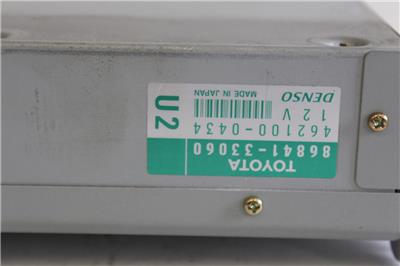 TOYOTA
86841-33060
462100-0434
12V
DENSO
MADE IN JAPAN
U2